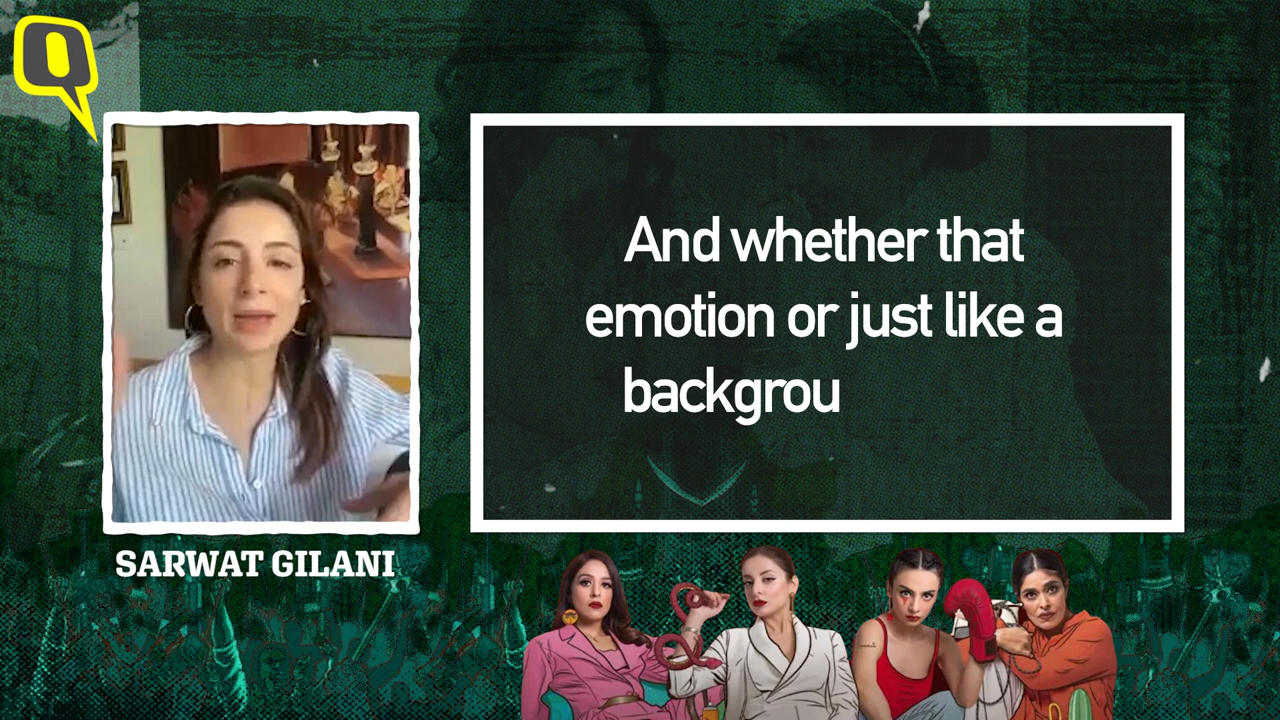 Q
SARWAT GILANI
And whether that
emotion or just like a
backgrou